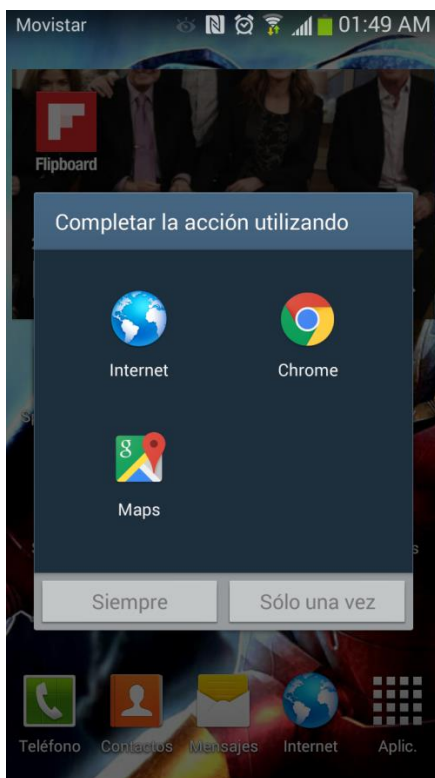 Movistar 01:49 AM
Flipboard
Completar la acción utilizando
Internet Chrome
Maps
Siempre Sólo una vez
Teléfono Contactos Mensajes Internet Aplic.